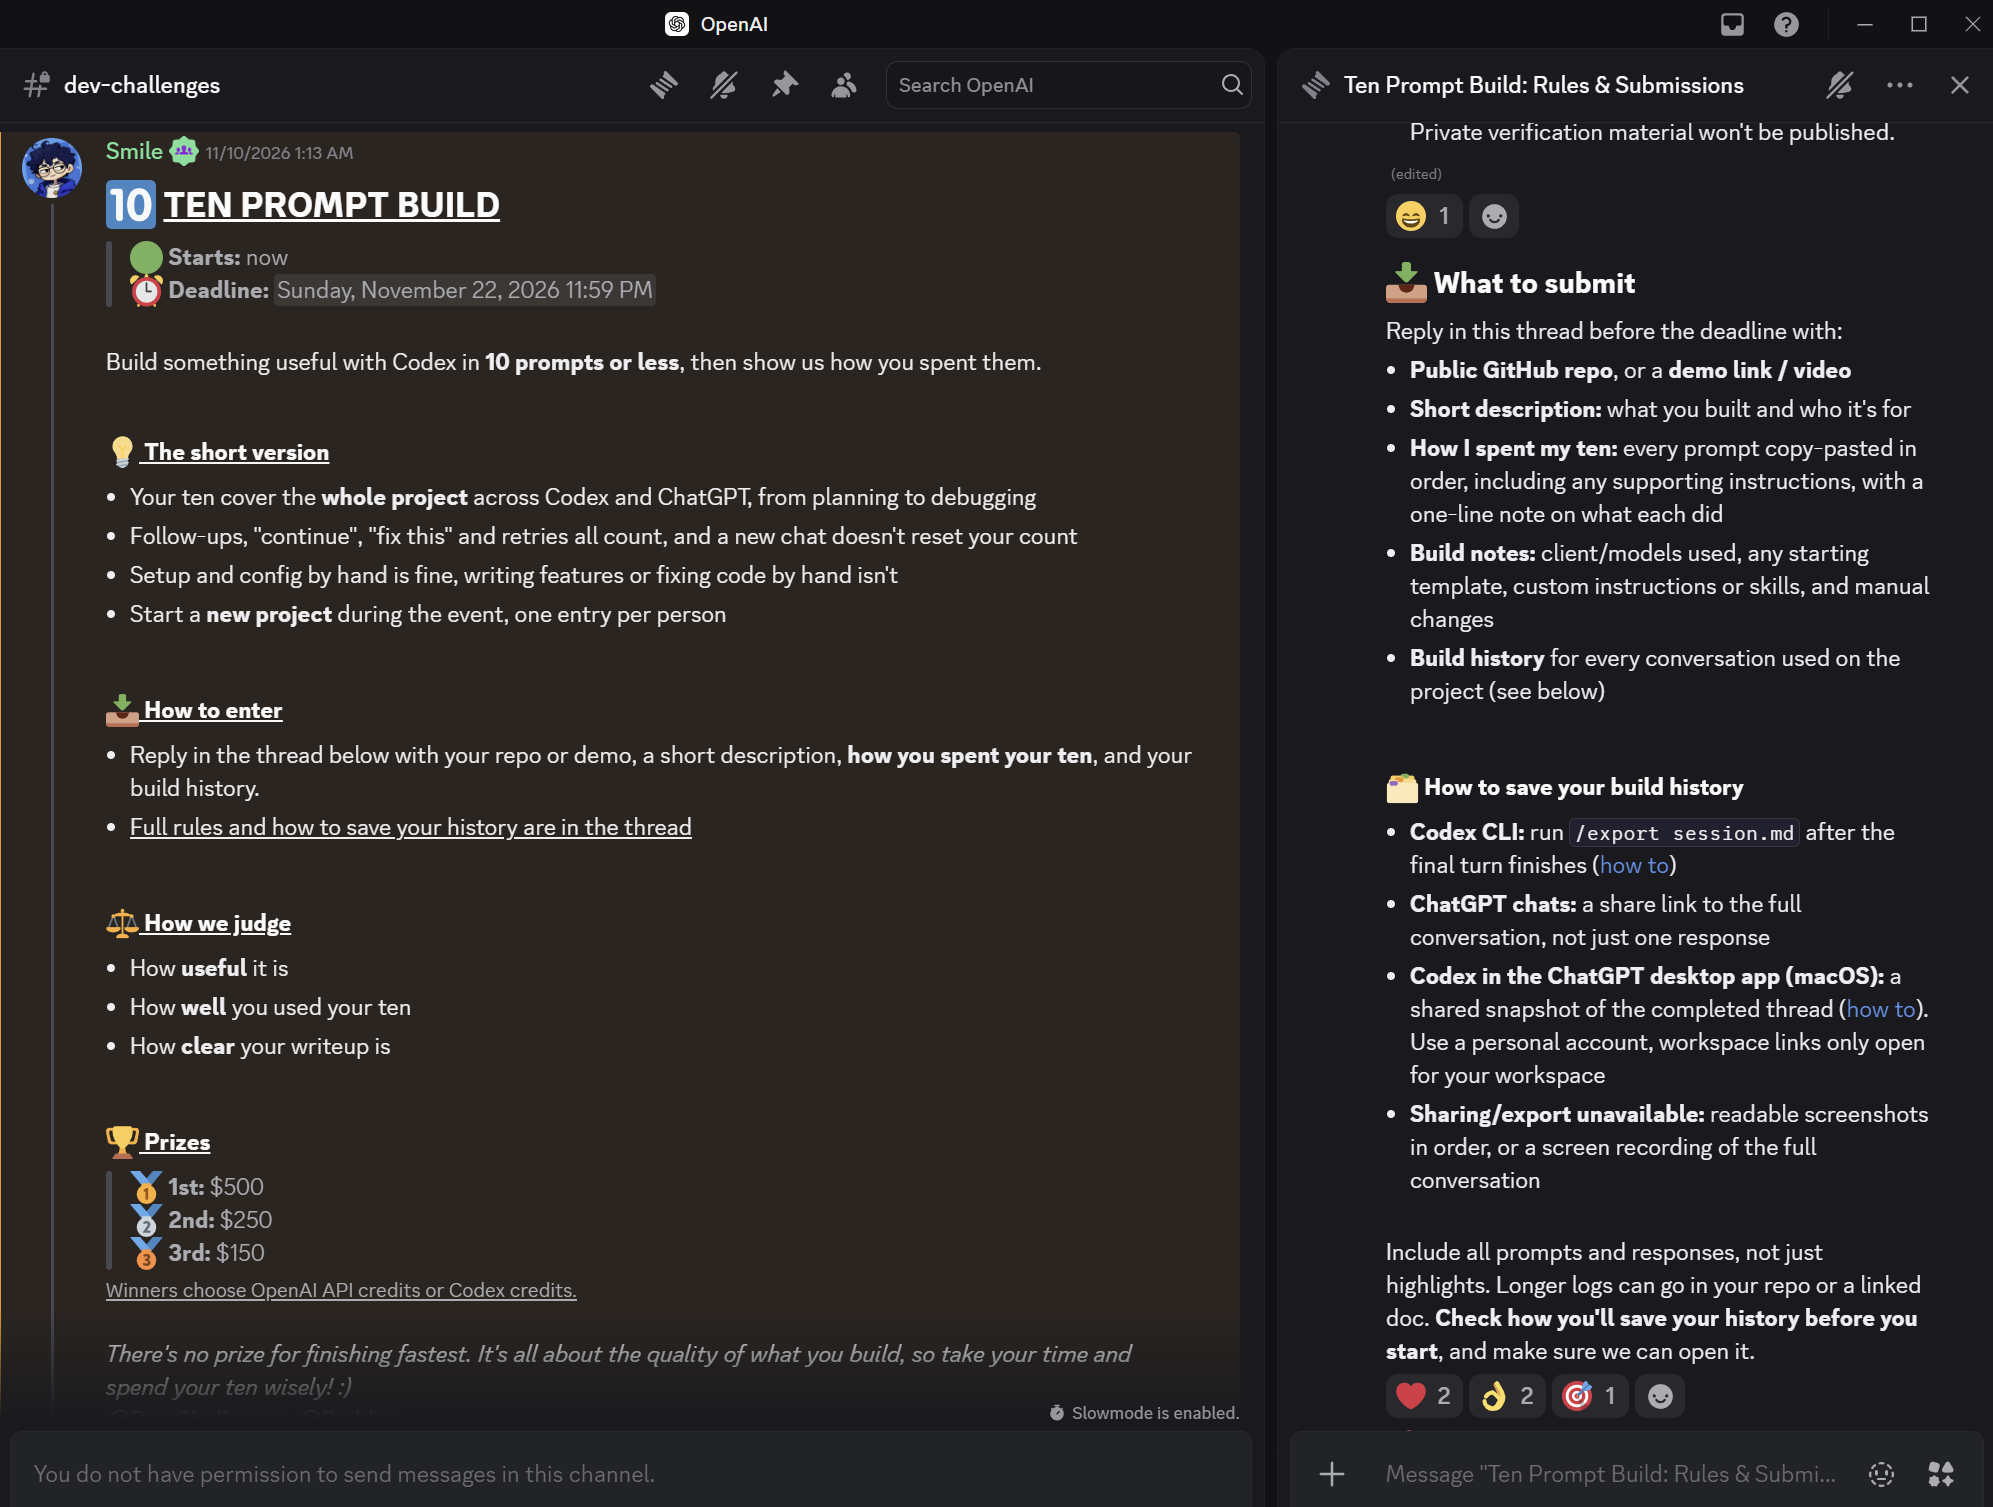 OpenAI
dev-challenges
Search OpenAI
Smile 11/10/2026 1:13 AM
10 TEN PROMPT BUILD
Starts: now
Deadline: Sunday, November 22, 2026 11:59 PM
Build something useful with Codex in 10 prompts or less, then show us how you spent them.
The short version
• Your ten cover the whole project across Codex and ChatGPT, from planning to debugging
• Follow-ups, "continue", "fix this" and retries all count, and a new chat doesn't reset your count
• Setup and config by hand is fine, writing features or fixing code by hand isn't
• Start a new project during the event, one entry per person
How to enter
• Reply in the thread below with your repo or demo, a short description, how you spent your ten, and your
build history.
• Full rules and how to save your history are in the thread
How we judge
• How useful it is
• How well you used your ten
• How clear your writeup is
Prizes
1 1st: $500
2 2nd: $250
3 3rd: $150
Winners choose OpenAI API credits or Codex credits.
There's no prize for finishing fastest. It's all about the quality of what you build, so take your time and
spend your ten wisely! :)
Slowmode is enabled.
You do not have permission to send messages in this channel.
Ten Prompt Build: Rules & Submissions
Private verification material won't be published.
(edited)
1
What to submit
Reply in this thread before the deadline with:
• Public GitHub repo, or a demo link / video
• Short description: what you built and who it's for
• How I spent my ten: every prompt copy-pasted in
order, including any supporting instructions, with a
one-line note on what each did
• Build notes: client/models used, any starting
template, custom instructions or skills, and manual
changes
• Build history for every conversation used on the
project (see below)
How to save your build history
• Codex CLI: run /export session.md after the
final turn finishes (how to)
• ChatGPT chats: a share link to the full
conversation, not just one response
• Codex in the ChatGPT desktop app (macOS): a
shared snapshot of the completed thread (how to).
Use a personal account, workspace links only open
for your workspace
• Sharing/export unavailable: readable screenshots
in order, or a screen recording of the full
conversation
Include all prompts and responses, not just
highlights. Longer logs can go in your repo or a linked
doc. Check how you'll save your history before you
start, and make sure we can open it.
2 2 1
Message "Ten Prompt Build: Rules & Submi...